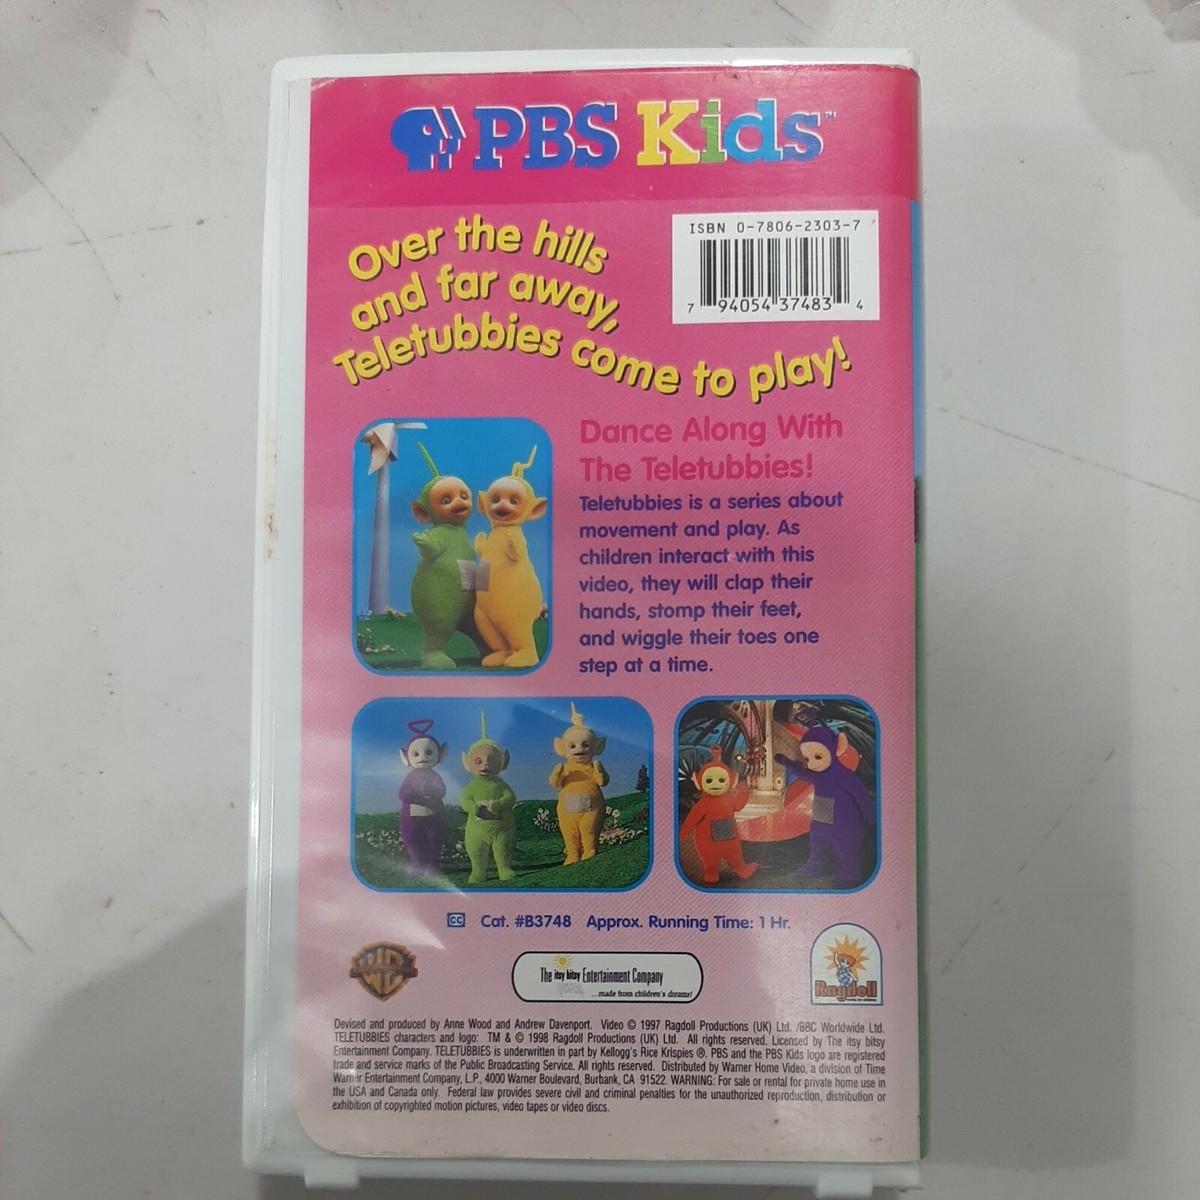 PBS Kids™
ISBN 0-7806-2303-7
7 94054 37483 4
Over the hills
and far away,
Teletubbies come to play!
Dance Along With
The Teletubbies!
Teletubbies is a series about
movement and play. As
children interact with this
video, they will clap their
hands, stomp their feet,
and wiggle their toes one
step at a time.
CC Cat. #B3748 Approx. Running Time: 1 Hr.
WB
The itsy bitsy Entertainment Company
...made from children's dreams!
Ragdoll
Devised and produced by Anne Wood and Andrew Davenport. Video © 1997 Ragdoll Productions (UK) Ltd. /BBC Worldwide Ltd.
TELETUBBIES characters and logo: TM & © 1998 Ragdoll Productions (UK) Ltd. All rights reserved. Licensed by The itsy bitsy
Entertainment Company. TELETUBBIES is underwritten in part by Kellogg's Rice Krispies ®. PBS and the PBS Kids logo are registered
trade and service marks of the Public Broadcasting Service. All rights reserved. Distributed by Warner Home Video, a division of Time
Warner Entertainment Company, L.P., 4000 Warner Boulevard, Burbank, CA 91522. WARNING: For sale or rental for private home use in
the USA and Canada only. Federal law provides severe civil and criminal penalties for the unauthorized reproduction, distribution or
exhibition of copyrighted motion pictures, video tapes or video discs.